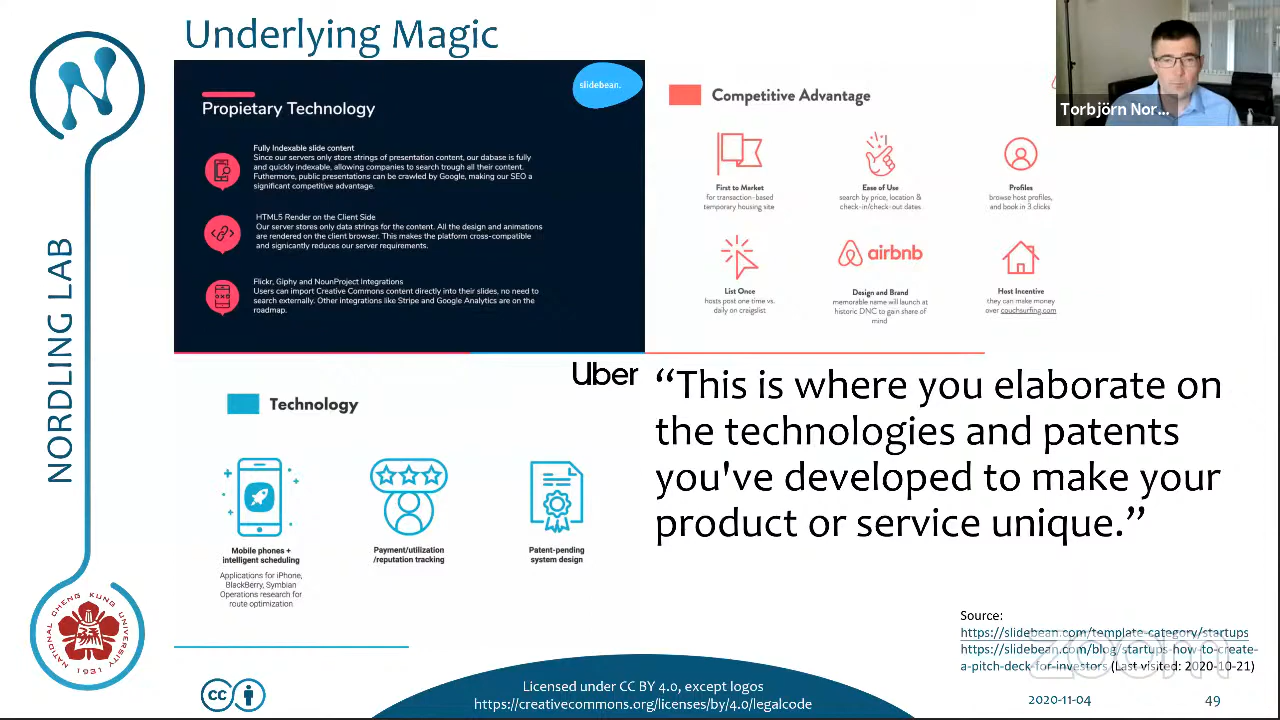 Underlying Magic
NORDLING LAB
NATIONAL CHENG KUNG UNIVERSITY
1931
slidebean.
Propietary Technology
Fully Indexable slide content
Since our servers only store strings of presentation content, our dabase is fully
and quickly indexable, allowing companies to search trough all their content.
Futhermore, public presentations can be crawled by Google, making our SEO a
significant competitive advantage.
HTML5 Render on the Client Side
Our server stores only data strings for the content. All the design and animations
are rendered on the client browser. This makes the platform cross-compatible
and signicantly reduces our server requirements.
Flickr, Giphy and NounProject Integrations
Users can import Creative Commons content directly into their slides, no need to
search externally. Other integrations like Stripe and Google Analytics are on the
roadmap.
Competitive Advantage
First to Market
for transaction-based
temporary housing site
Ease of Use
search by price, location &
check-in/check-out dates
Profiles
browse host profiles,
and book in 3 clicks
List Once
hosts post one time vs.
daily on craigslist
airbnb
Design and Brand
memorable name will launch at
historic DNC to gain share of
mind
Host Incentive
they can make money
over couchsurfing.com
Torbjörn Nor...
Uber
Technology
Mobile phones +
intelligent scheduling
Applications for iPhone,
BlackBerry, Symbian
Operations research for
route optimization
Payment/utilization
/reputation tracking
Patent-pending
system design
“This is where you elaborate on
the technologies and patents
you've developed to make your
product or service unique.”
Source:
https://slidebean.com/template-category/startups
https://slidebean.com/blog/startups-how-to-create-
a-pitch-deck-for-investors (Last visited: 2020-10-21)
zoom
cc
Licensed under CC BY 4.0, except logos
https://creativecommons.org/licenses/by/4.0/legalcode
2020-11-04
49